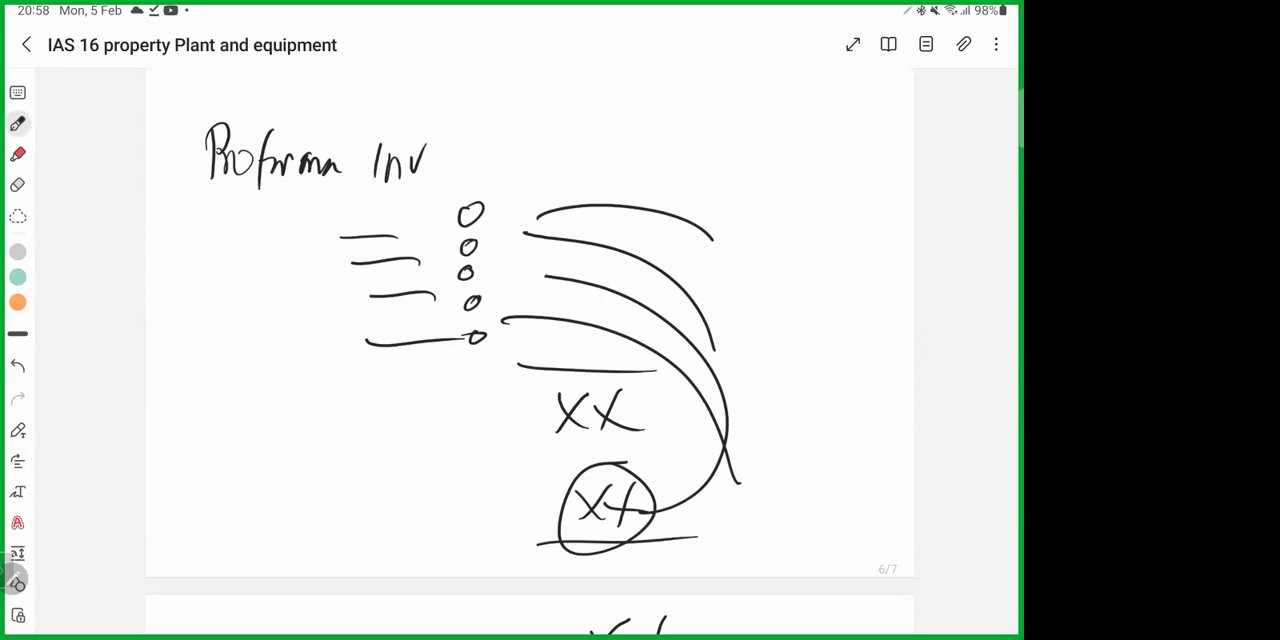 20:58 Mon, 5 Feb
98%
IAS 16 property Plant and equipment
Proforma Inv
XX
XX
6/7